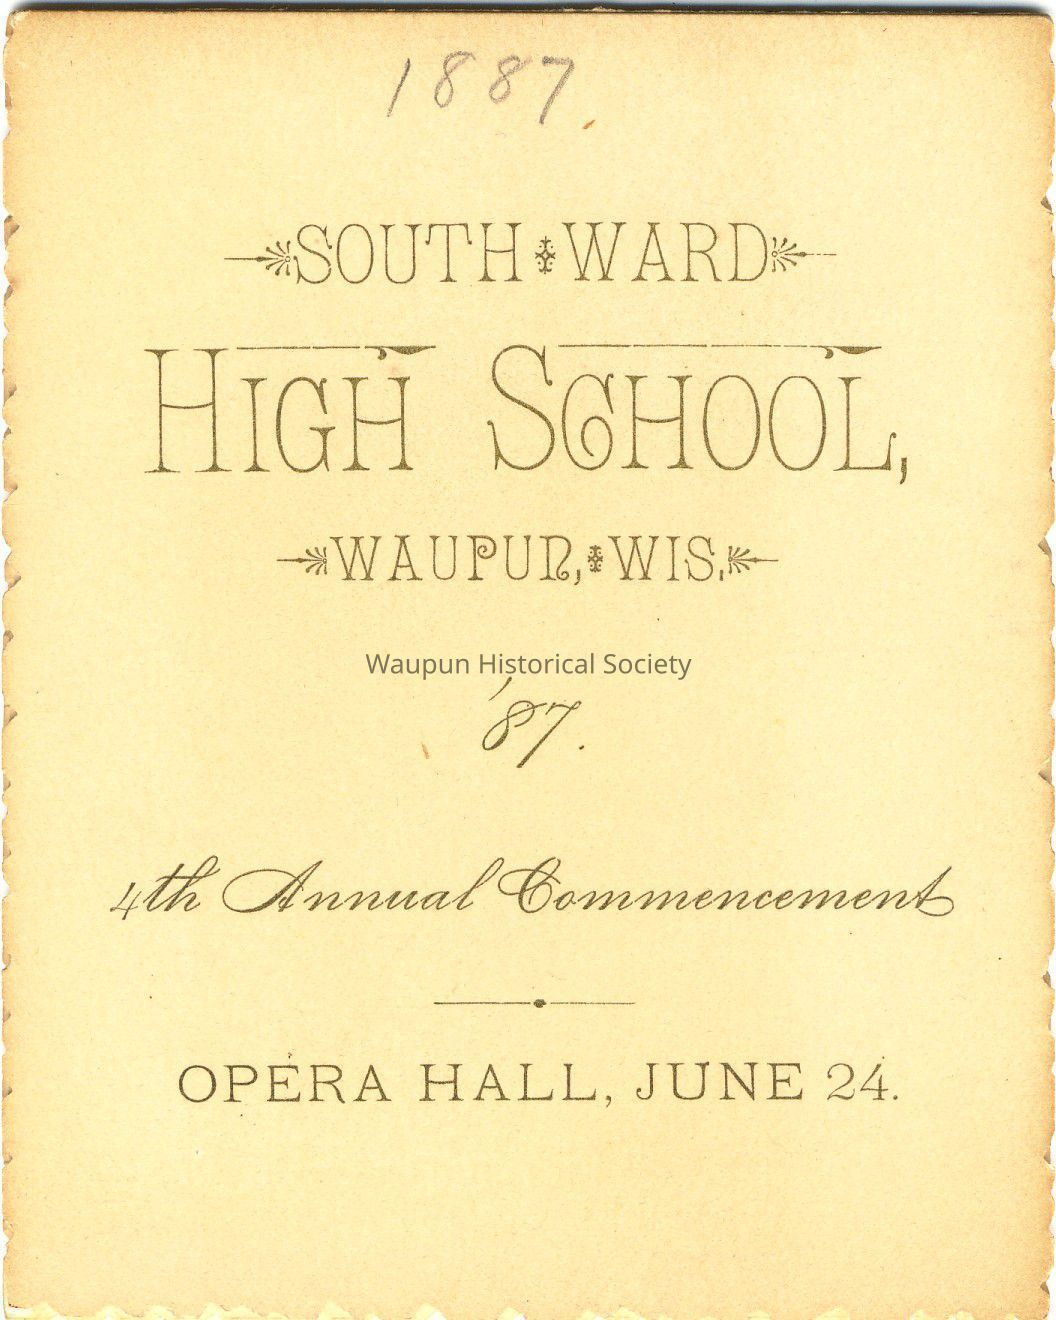 1887.
SOUTH WARD
HIGH SCHOOL,
WAUPUN, WIS.
Waupun Historical Society
'87.
4th Annual Commencement
OPERA HALL, JUNE 24.